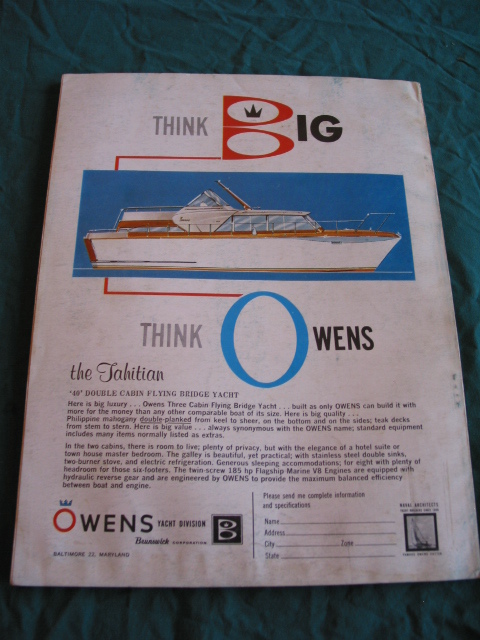 THINK BIG
THINK OWENS
the Tahitian
"40" DOUBLE CABIN FLYING BRIDGE YACHT
Here is big luxury . . . Owens Three Cabin Flying Bridge Yacht . . . built as only OWENS can build it with
more for the money than any other comparable boat of its size. Here is big quality . . .
Philippine mahogany double-planked from keel to sheer, on the bottom and on the sides; teak decks
from stem to stern. Here is big value . . . always synonymous with the OWENS name; standard equipment
includes many items normally listed as extras.
In the two cabins, there is room to live; plenty of privacy, but with the elegance of a hotel suite or
town house master bedroom. The galley is beautiful, yet practical; with stainless steel double sinks,
two-burner stove, and electric refrigeration. Generous sleeping accommodations; for eight with plenty of
headroom for those six-footers. The twin-screw 185 hp Flagship Marine V8 Engines are equipped with
hydraulic reverse gear and are engineered by OWENS to provide the maximum balanced efficiency
between boat and engine.
OWENS YACHT DIVISION
Brunswick CORPORATION
B
BALTIMORE 22, MARYLAND
Please send me complete information
and specifications
Name
Address
City Zone
State
NAVAL ARCHITECTS